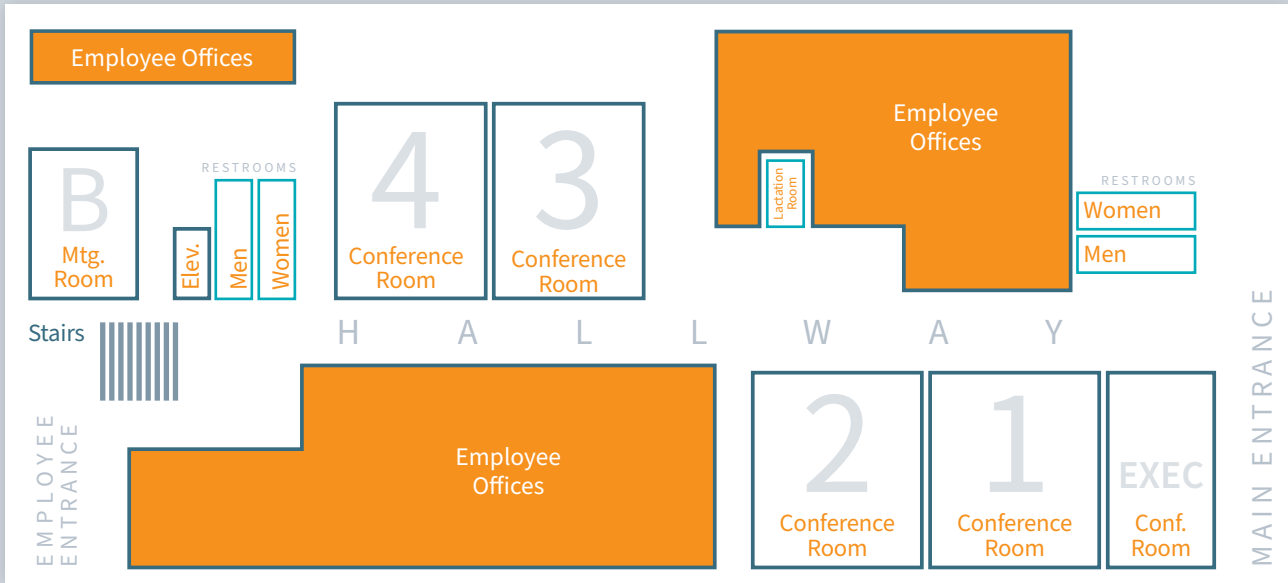 Employee Offices
Employee
Offices
B
Mtg.
Room
RESTROOMS
Elev.
Men
Women
4
Conference
Room
3
Conference
Room
Lactation
Room
RESTROOMS
Women
Men
Stairs
HALLWAY
EMPLOYEE
ENTRANCE
Employee
Offices
2
Conference
Room
1
Conference
Room
EXEC
Conf.
Room
MAIN ENTRANCE